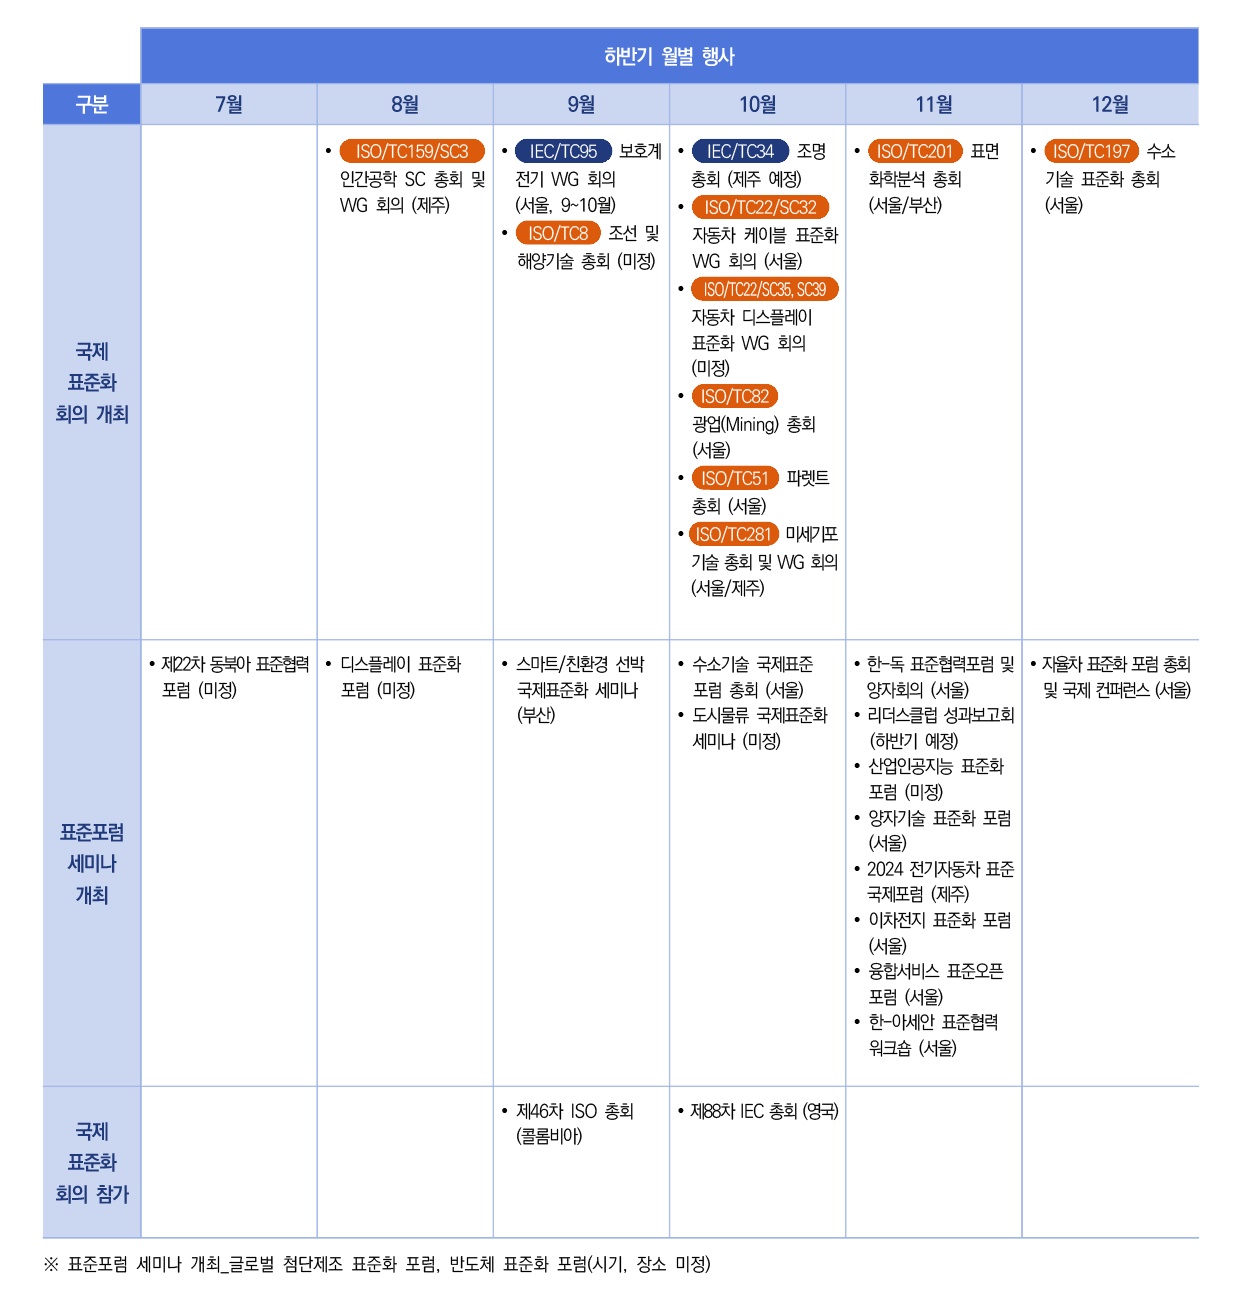 하반기 월별 행사
구분
7월
8월
9월
10월
11월
12월
국제
표준화
회의 개최
• ISO/TC159/SC3
인간공학 SC 총회 및
WG 회의 (제주)
• IEC/TC95 보호계
전기 WG 회의
(서울, 9~10월)
• ISO/TC8 조선 및
해양기술 총회 (미정)
• IEC/TC34 조명
총회 (제주 예정)
• ISO/TC22/SC32
자동차 케이블 표준화
WG 회의 (서울)
• ISO/TC22/SC35, SC39
자동차 디스플레이
표준화 WG 회의
(미정)
• ISO/TC82
광업(Mining) 총회
(서울)
• ISO/TC51 파렛트
총회 (서울)
• ISO/TC281 미세기포
기술 총회 및 WG 회의
(서울/제주)
• ISO/TC201 표면
화학분석 총회
(서울/부산)
• ISO/TC197 수소
기술 표준화 총회
(서울)
표준포럼
세미나
개최
• 제22차 동북아 표준협력
포럼 (미정)
• 디스플레이 표준화
포럼 (미정)
• 스마트/친환경 선박
국제표준화 세미나
(부산)
• 수소기술 국제표준
포럼 총회 (서울)
• 도시물류 국제표준화
세미나 (미정)
• 한-독 표준협력포럼 및
양자회의 (서울)
• 리더스클럽 성과보고회
(하반기 예정)
• 산업인공지능 표준화
포럼 (미정)
• 양자기술 표준화 포럼
(서울)
• 2024 전기자동차 표준
국제포럼 (제주)
• 이차전지 표준화 포럼
(서울)
• 융합서비스 표준오픈
포럼 (서울)
• 한-아세안 표준협력
워크숍 (서울)
• 자율차 표준화 포럼 총회
및 국제 컨퍼런스 (서울)
국제
표준화
회의 참가
• 제46차 ISO 총회
(콜롬비아)
• 제88차 IEC 총회 (영국)
※ 표준포럼 세미나 개최_글로벌 첨단제조 표준화 포럼, 반도체 표준화 포럼(시기, 장소 미정)